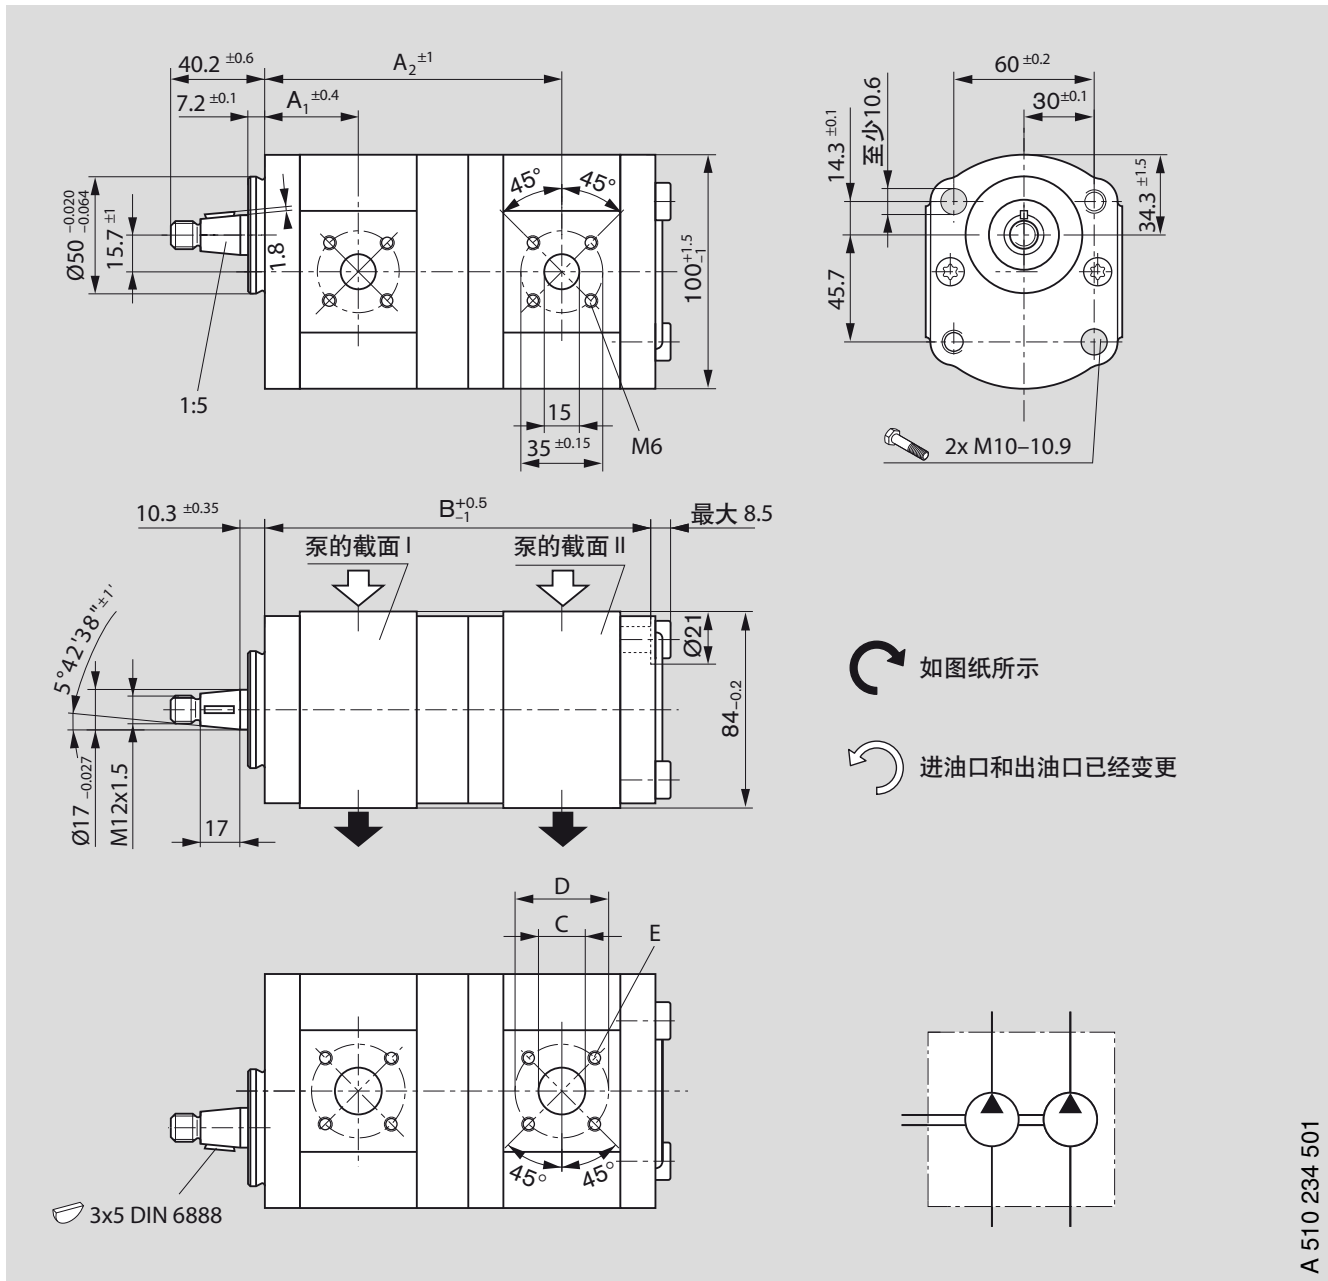 40.2 ±0.6
A₂ ±1
7.2 ±0.1
A₁ ±0.4
Ø50 −0.020 −0.064
15.7 ±1
1.8
1:5
45°
45°
100 +1.5 −1
15
35 ±0.15
M6
60 ±0.2
30 ±0.1
14.3 ±0.1
至少10.6
34.3 ±1.5
45.7
2x M10–10.9
10.3 ±0.35
B +0.5 −1
最大 8.5
泵的截面 I
泵的截面 II
5°42'38" ±1'
Ø21
84 −0.2
Ø17 −0.027
M12x1.5
17
如图纸所示
进油口和出油口已经变更
D
C
E
45°
45°
3x5 DIN 6888
A 510 234 501